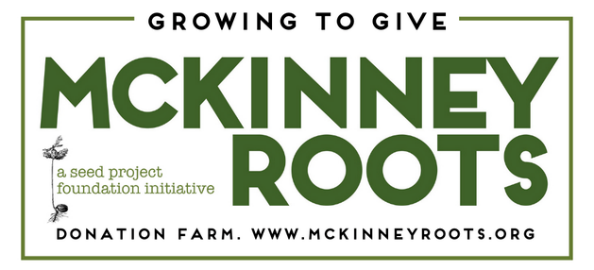 GROWING TO GIVE
MCKINNEY
ROOTS
a seed project
foundation initiative
DONATION FARM. WWW.MCKINNEYROOTS.ORG